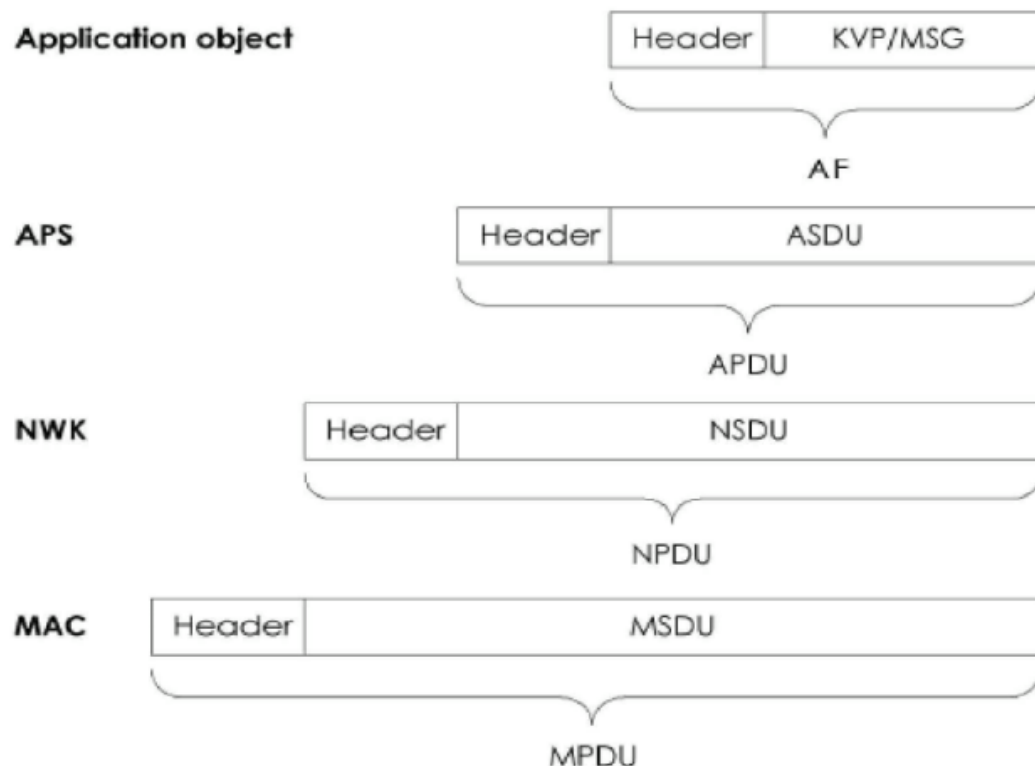 Application object Header KVP/MSG
AF
APS Header ASDU
APDU
NWK Header NSDU
NPDU
MAC Header MSDU
MPDU